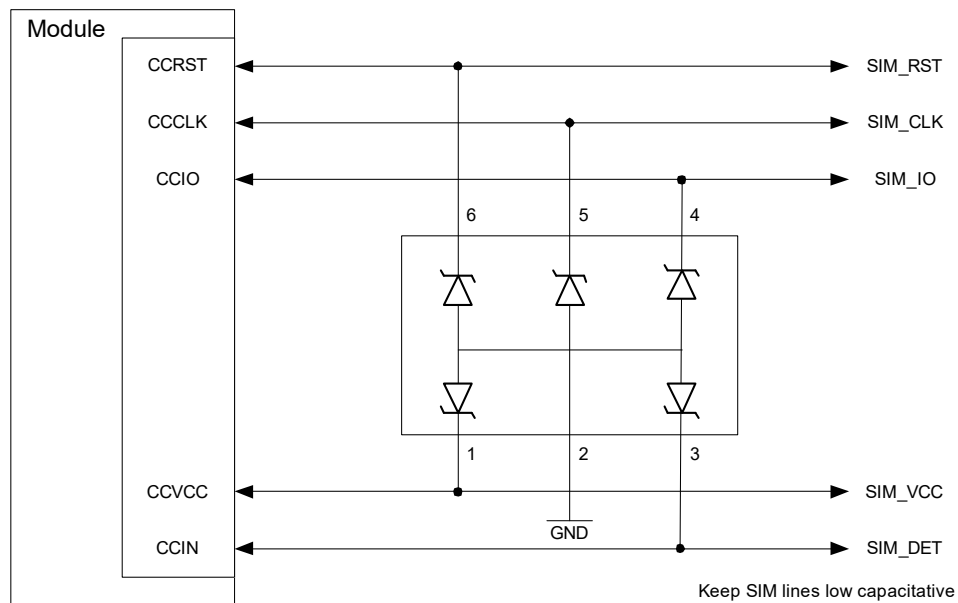 Module
CCRST SIM_RST
CCCLK SIM_CLK
CCIO SIM_IO
6 5 4
1 2 3
CCVCC SIM_VCC
GND
CCIN SIM_DET
Keep SIM lines low capacitative